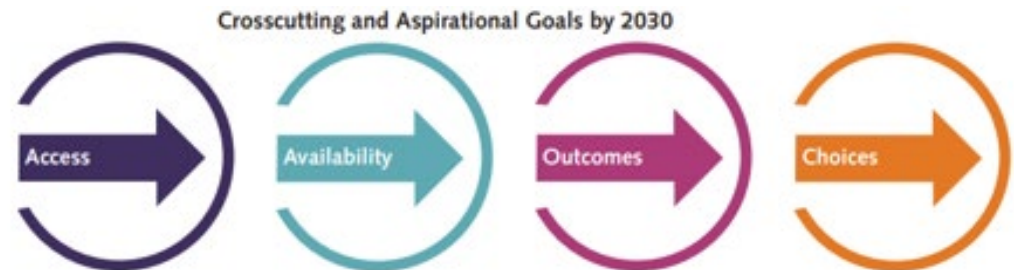 Crosscutting and Aspirational Goals by 2030
Access
Availability
Outcomes
Choices